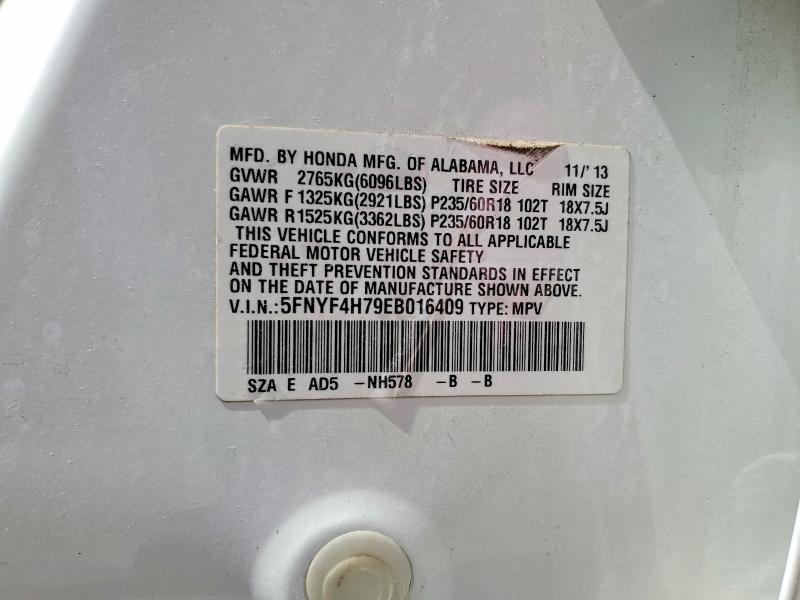 MFD. BY HONDA MFG. OF ALABAMA, LLC 11/'13
GVWR 2765KG(6096LBS) TIRE SIZE RIM SIZE
GAWR F 1325KG(2921LBS) P235/60R18 102T 18X7.5J
GAWR R1525KG(3362LBS) P235/60R18 102T 18X7.5J
THIS VEHICLE CONFORMS TO ALL APPLICABLE
FEDERAL MOTOR VEHICLE SAFETY
AND THEFT PREVENTION STANDARDS IN EFFECT
ON THE DATE OF MANUFACTURE SHOWN ABOVE.
V.I.N.:5FNYF4H79EB016409 TYPE: MPV
SZA E AD5 -NH578 -B -B